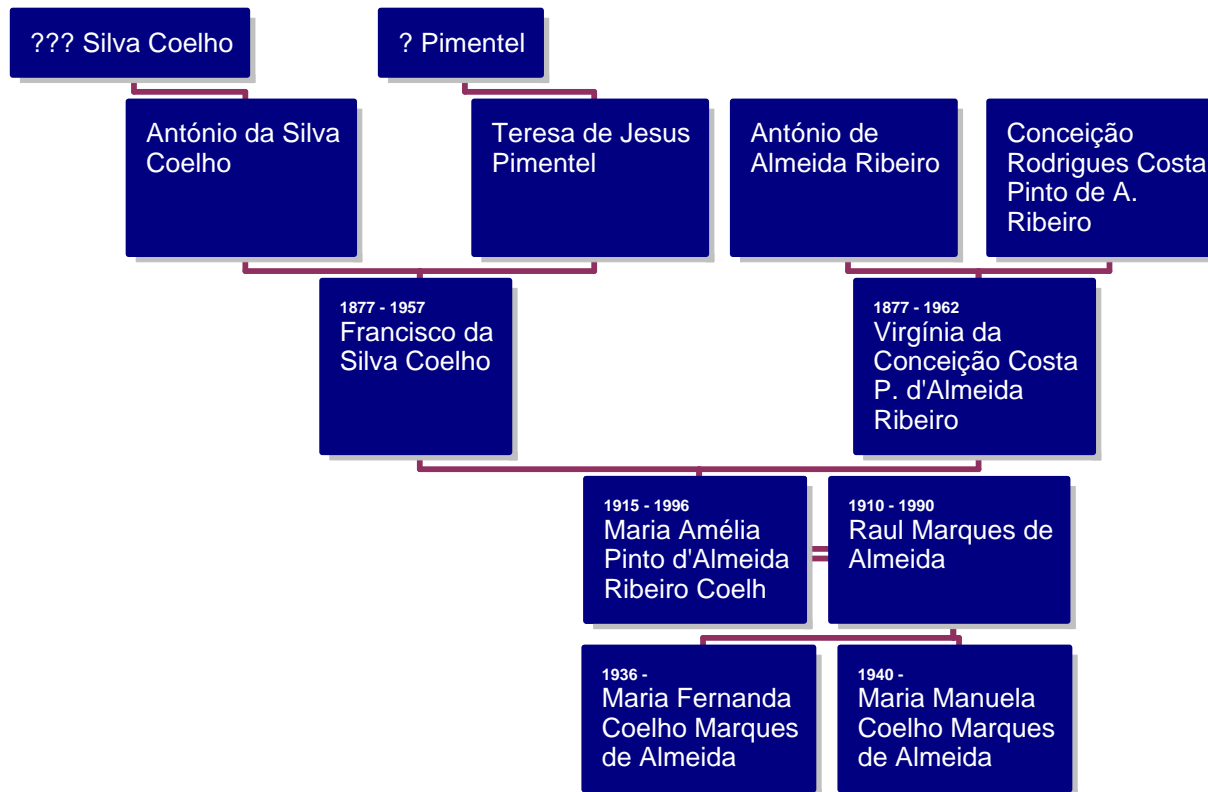 ??? Silva Coelho
? Pimentel
António da Silva
Coelho
Teresa de Jesus
Pimentel
António de
Almeida Ribeiro
Conceição
Rodrigues Costa
Pinto de A.
Ribeiro
1877 - 1957
Francisco da
Silva Coelho
1877 - 1962
Virgínia da
Conceição Costa
P. d'Almeida
Ribeiro
1915 - 1996
Maria Amélia
Pinto d'Almeida
Ribeiro Coelh
1910 - 1990
Raul Marques de
Almeida
1936 -
Maria Fernanda
Coelho Marques
de Almeida
1940 -
Maria Manuela
Coelho Marques
de Almeida